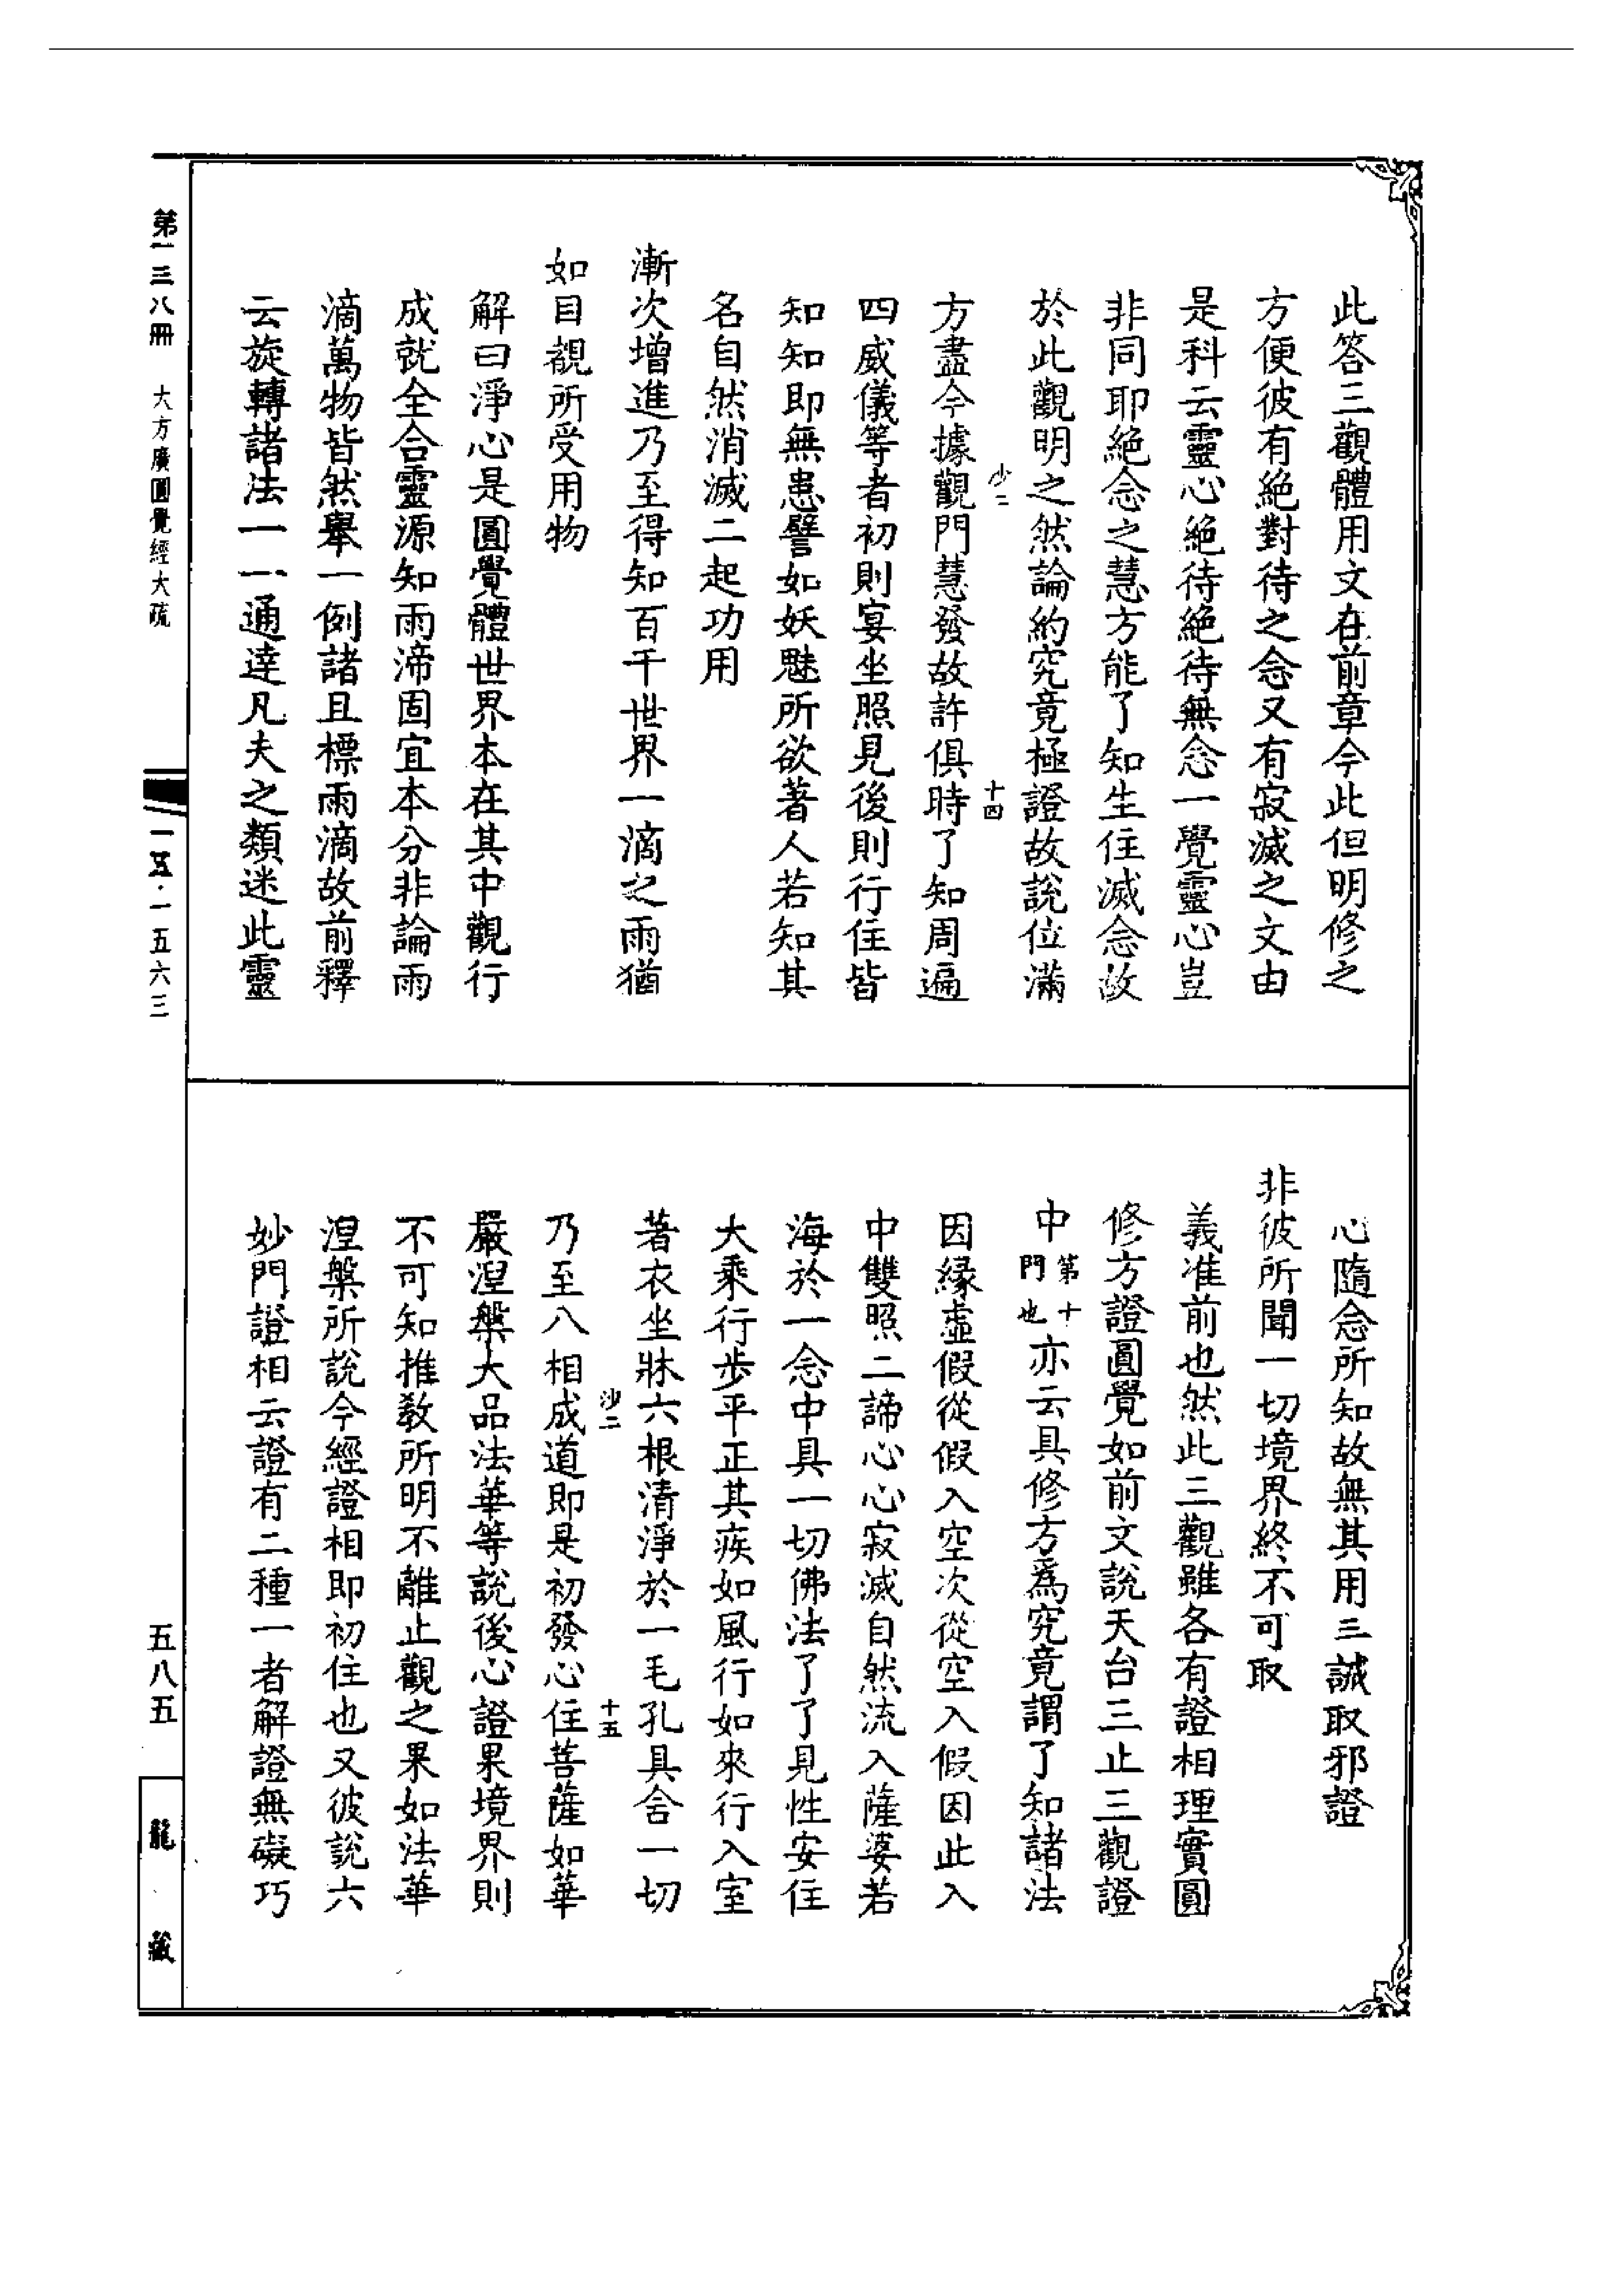 此答三觀體用文在前章今此但明修之
方便彼有絕對待之念又有寂滅之文由
是科云靈心絕待絕待無念一覺靈心豈
非同耶絕念之慧方能了知生住滅念故
於此觀明之然論約究竟極證故說位滿
方盡今據觀門慧發故許俱時了知周遍
四威儀等者初則宴坐照見後則行住皆
知知即無患譬如妖魅所欲著人若知其
名自然消滅二起功用
漸次增進乃至得知百千世界一滴之雨猶
如目覩所受用物
解曰淨心是圓覺體世界本在其中觀行
成就全合靈源知雨渧固宜本分非論雨
滴萬物皆然舉一例諸且標雨滴故前釋
云旋轉諸法一一通達凡夫之類迷此靈
心隨念所知故無其用三誡取邪證
非彼所聞一切境界終不可取
義准前也然此三觀雖各有證相理實圓
修方證圓覺如前文說天台三止三觀證
中第十門也亦云具修方為究竟謂了知諸法
因緣虛假從假入空次從空入假因此入
中雙照二諦心心寂滅自然流入薩婆若
海於一念中具一切佛法了了見性安住
大乘行步平正其疾如風行如來行入室
著衣坐牀六根清淨於一毛孔具含一切
乃至八相成道即是初發心住菩薩如華
嚴涅槃大品法華等說後心證果境界則
不可知推教所明不離止觀之果如法華
涅槃所說今經證相即初住也又彼說六
妙門證相云證有二種一者解證無礙巧
第一三八冊
大方廣圓覺經大疏
一五六三
五八五
龍藏
十四
沙二
十五